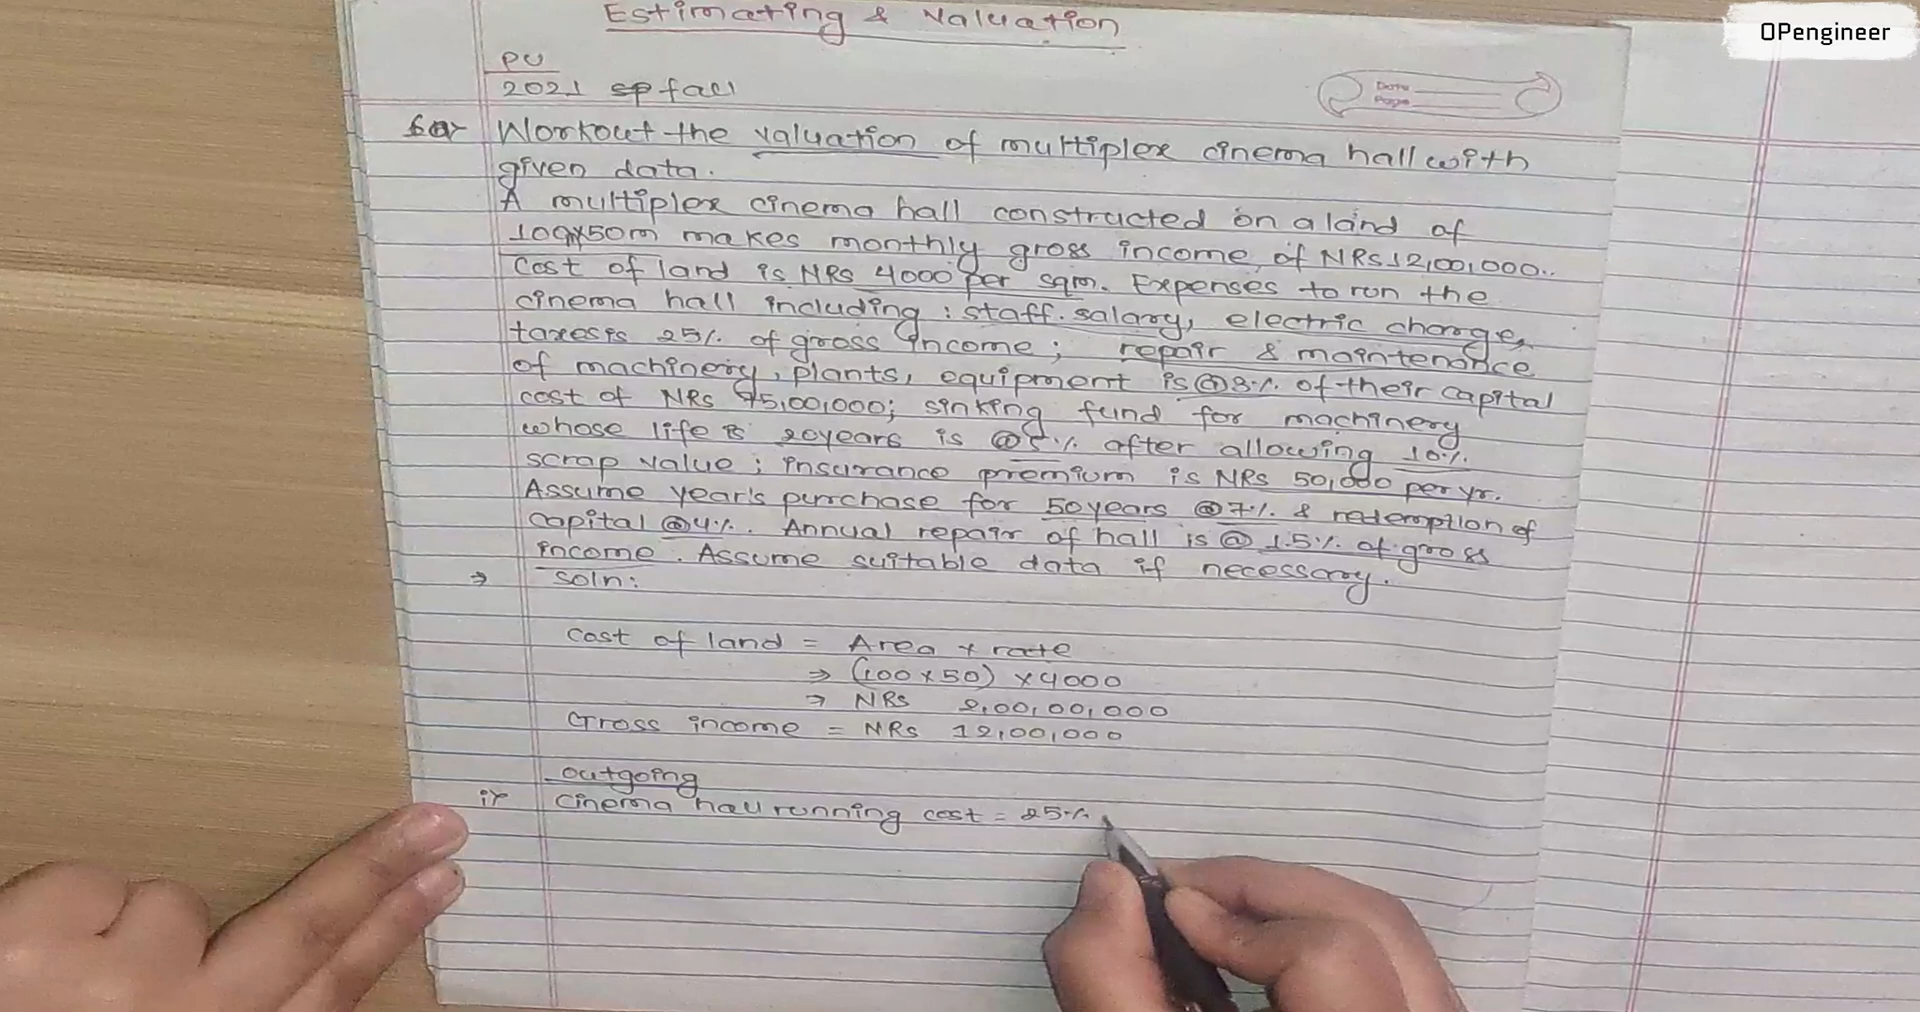 OPengineer
Estimating & Valuation
PU
2021 sp fall
Date
Page
6a> Workout the valuation of multiplex cinema hall with
given data.
A multiplex cinema hall constructed on a land of
100x50m makes monthly gross income of NRs 12,00,000..
Cost of land is NRs 4000 per sqm. Expenses to run the
cinema hall including : staff. salary, electric charge,
taxes is 25% of gross income; repair & maintenance
of machinery, plants, equipment is @ 3% of their capital
cost of NRs 75,00,000; sinking fund for machinery
whose life is 20years is @5% after allowing 10%
scrap value ; insurance premium is NRs 50,000 per yr.
Assume year's purchase for 50years @7% & redemption of
capital @4%. Annual repair of hall is @ 1.5% of gross
income. Assume suitable data if necessary.
⇒ Soln:
Cost of land = Area x rate
⇒ (100 x 50) x 4000
⇒ NRs 2,00,00,000
Gross income = NRs 12,00,000
outgoing
i> Cinema hall running cost = 25%